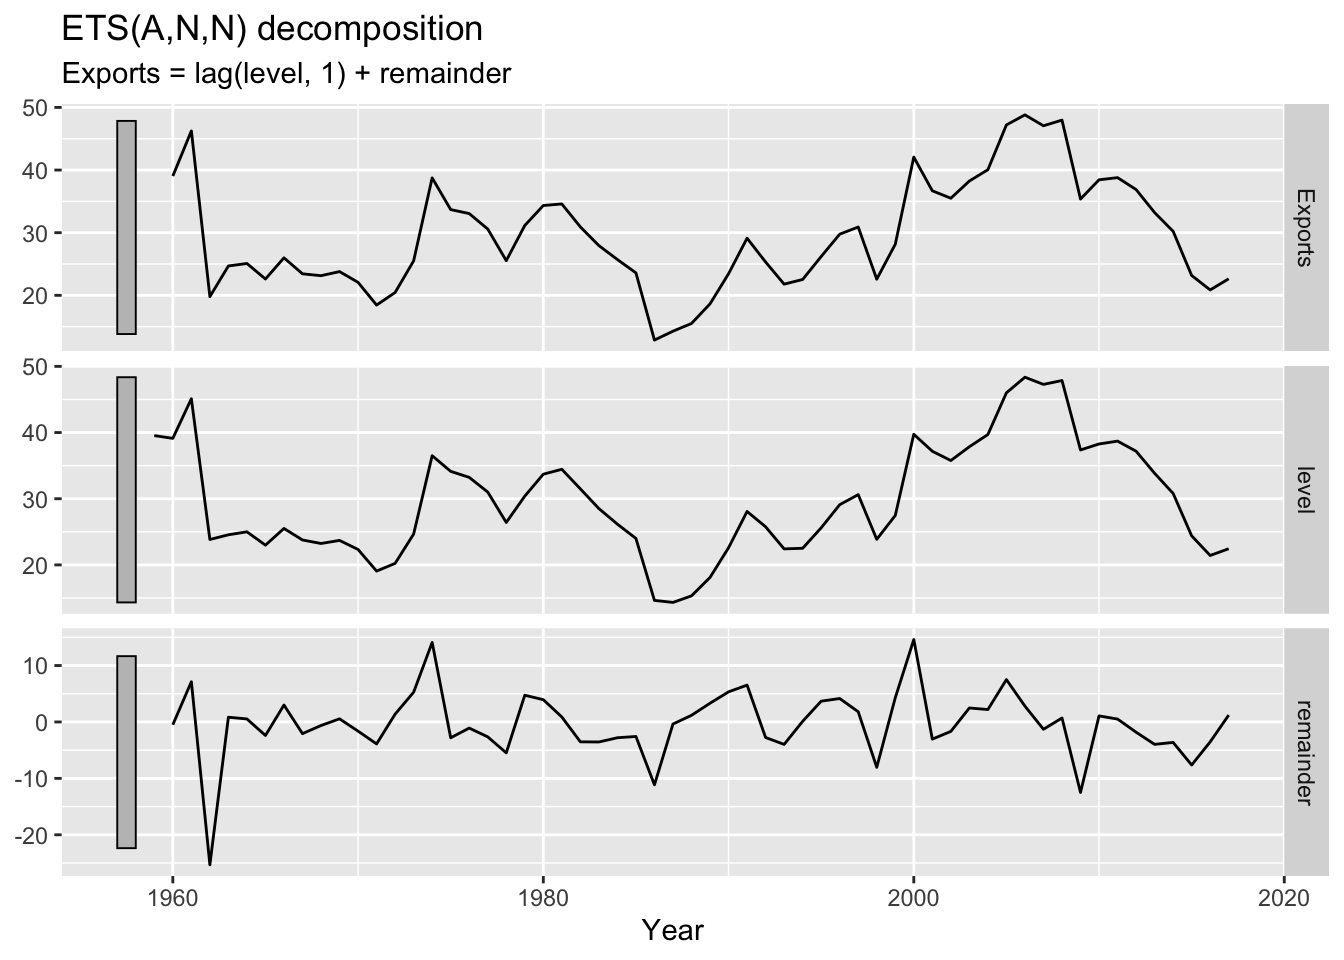 ETS(A,N,N) decomposition
Exports = lag(level, 1) + remainder
50
40
30
20
Exports
50
40
30
20
level
10
0
-10
-20
remainder
1960 1980 2000 2020
Year